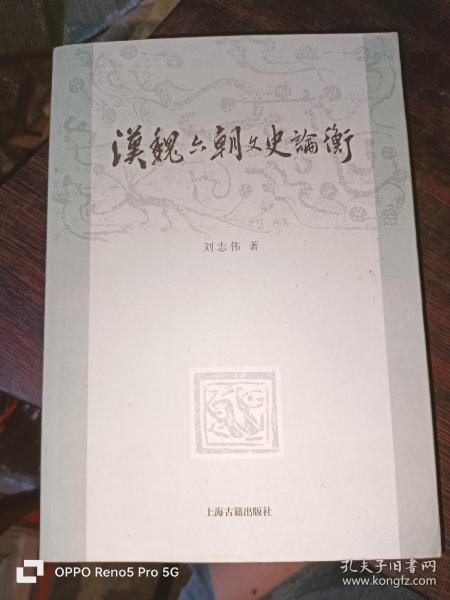 漢魏六朝文史論衡
刘志伟 著
上海古籍出版社
OPPO Reno5 Pro 5G
孔夫子旧书网
www.kongfz.com